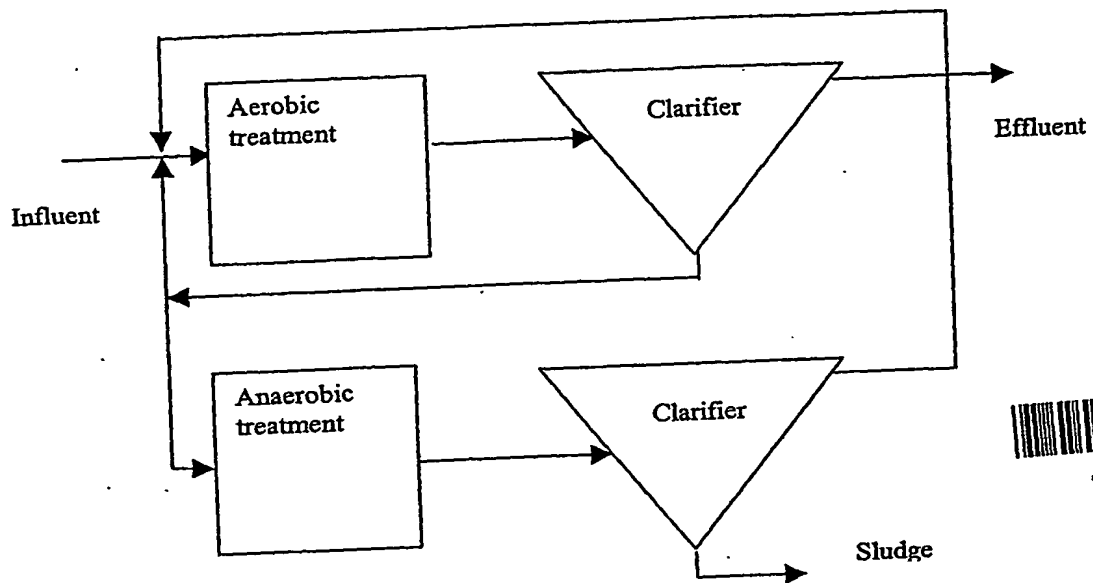 Aerobic
treatment
Clarifier
Effluent
Influent
Anaerobic
treatment
Clarifier
Sludge